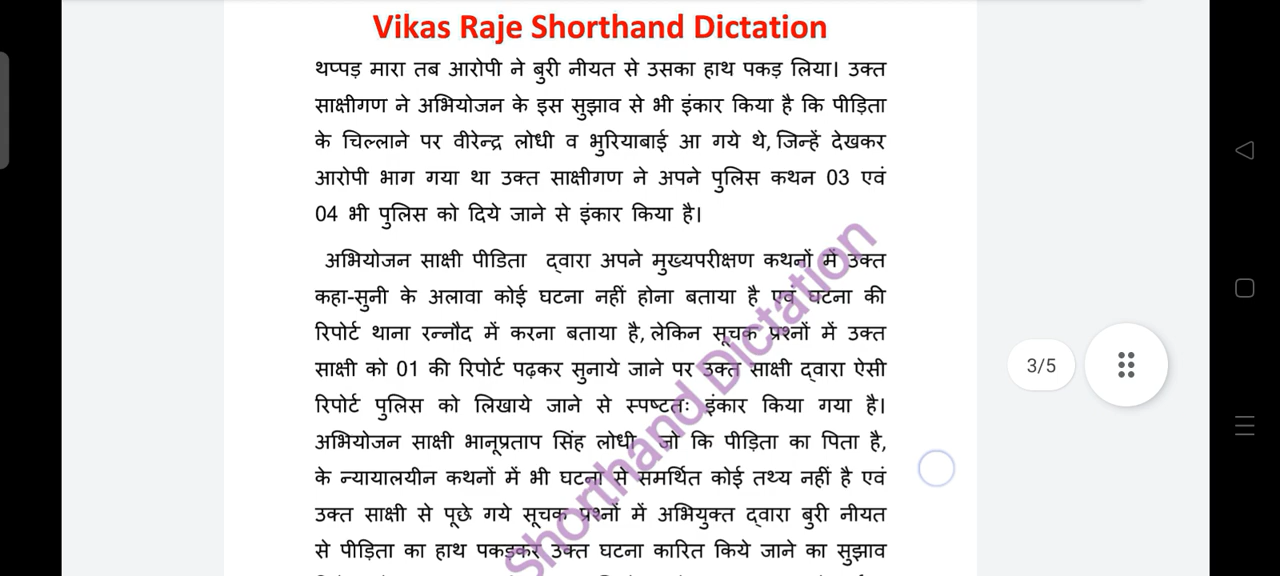 Vikas Raje Shorthand Dictation
थप्पड़ मारा तब आरोपी ने बुरी नीयत से उसका हाथ पकड़ लिया। उक्त
साक्षीगण ने अभियोजन के इस सुझाव से भी इंकार किया है कि पीड़िता
के चिल्लाने पर वीरेन्द्र लोधी व भुरियाबाई आ गये थे, जिन्हें देखकर
आरोपी भाग गया था उक्त साक्षीगण ने अपने पुलिस कथन 03 एवं
04 भी पुलिस को दिये जाने से इंकार किया है।
अभियोजन साक्षी पीडिता द्वारा अपने मुख्यपरीक्षण कथनों में उक्त
कहा-सुनी के अलावा कोई घटना नहीं होना बताया है एवं घटना की
रिपोर्ट थाना रन्नौद में करना बताया है, लेकिन सूचक प्रश्नों में उक्त
साक्षी को 01 की रिपोर्ट पढ़कर सुनाये जाने पर उक्त साक्षी द्वारा ऐसी
रिपोर्ट पुलिस को लिखाये जाने से स्पष्टतः इंकार किया गया है।
अभियोजन साक्षी भानूप्रताप सिंह लोधी जो कि पीड़िता का पिता है,
के न्यायालयीन कथनों में भी घटना से समर्थित कोई तथ्य नहीं है एवं
उक्त साक्षी से पूछे गये सूचक प्रश्नों में अभियुक्त द्वारा बुरी नीयत
से पीड़िता का हाथ पकड़कर उक्त घटना कारित किये जाने का सुझाव
Shorthand Dictation
3/5